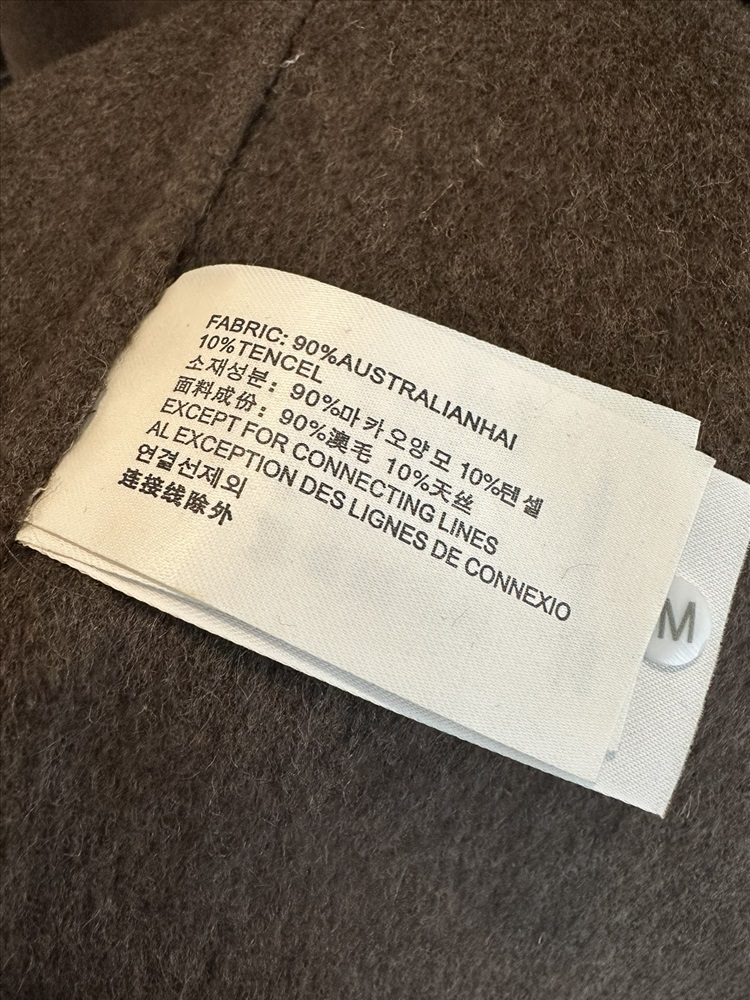 FABRIC: 90%AUSTRALIANHAI
10%TENCEL
소재성분: 90%마카오양모 10%텐셀
面料成份: 90%澳毛 10%天丝
EXCEPT FOR CONNECTING LINES
AL EXCEPTION DES LIGNES DE CONNEXIO
연결선제외
连接线除外
M